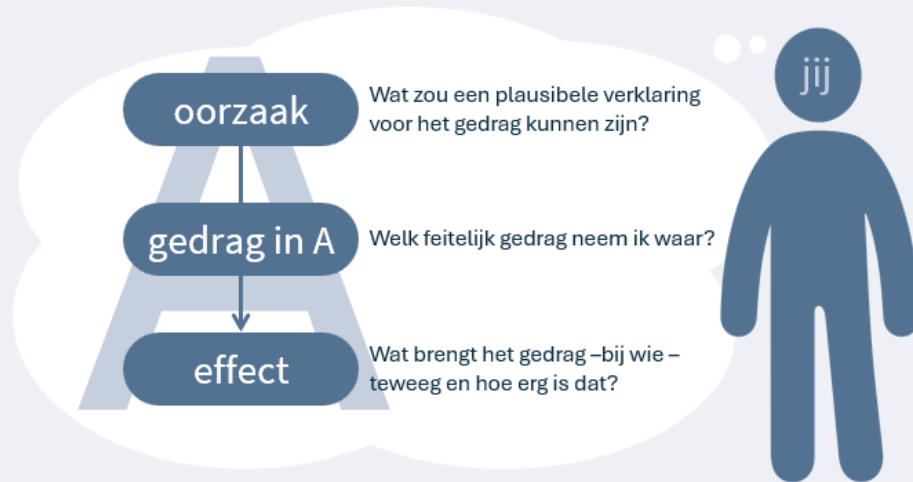 jij
oorzaak
Wat zou een plausibele verklaring
voor het gedrag kunnen zijn?
gedrag in A
Welk feitelijk gedrag neem ik waar?
effect
Wat brengt het gedrag –bij wie –
teweeg en hoe erg is dat?
A